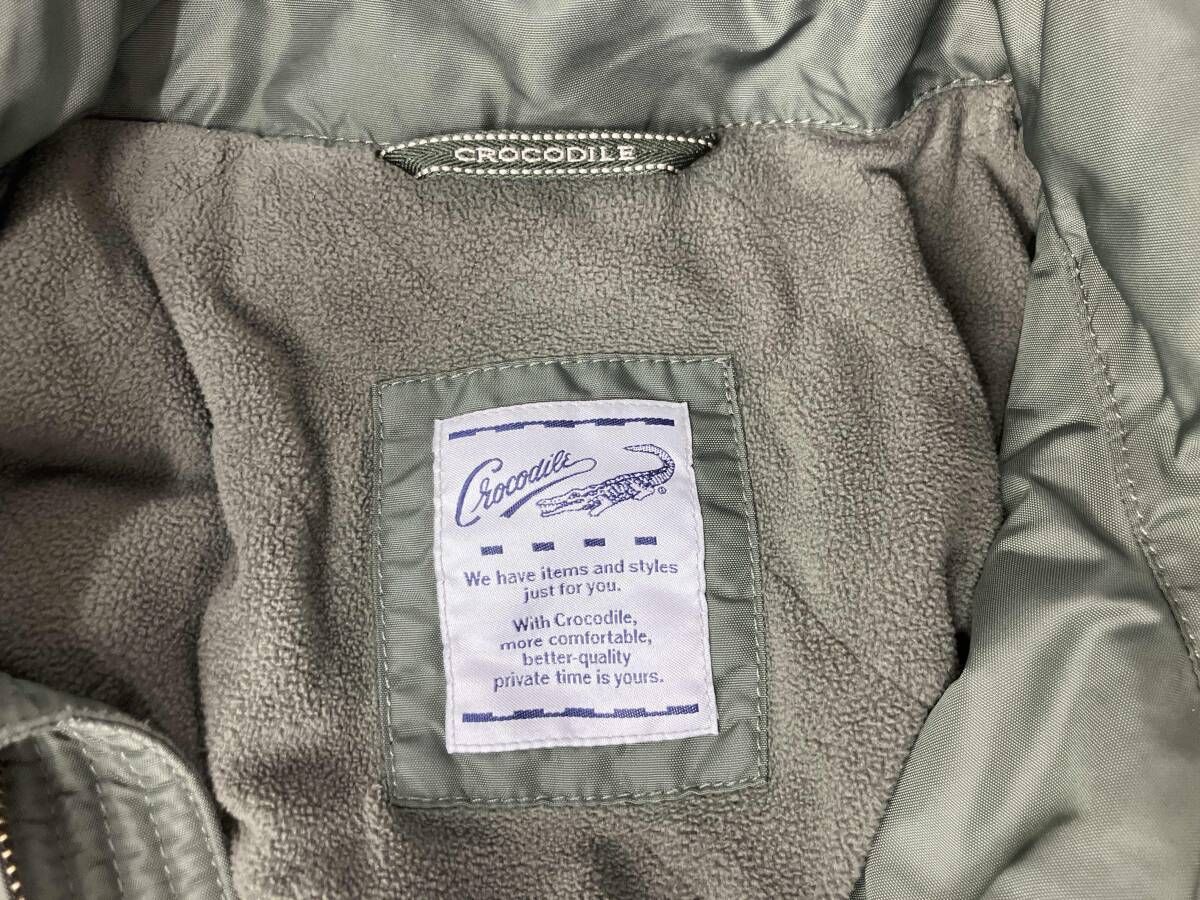 CROCODILE
Crocodile
®
We have items and styles
just for you.
With Crocodile,
more comfortable,
better-quality
private time is yours.